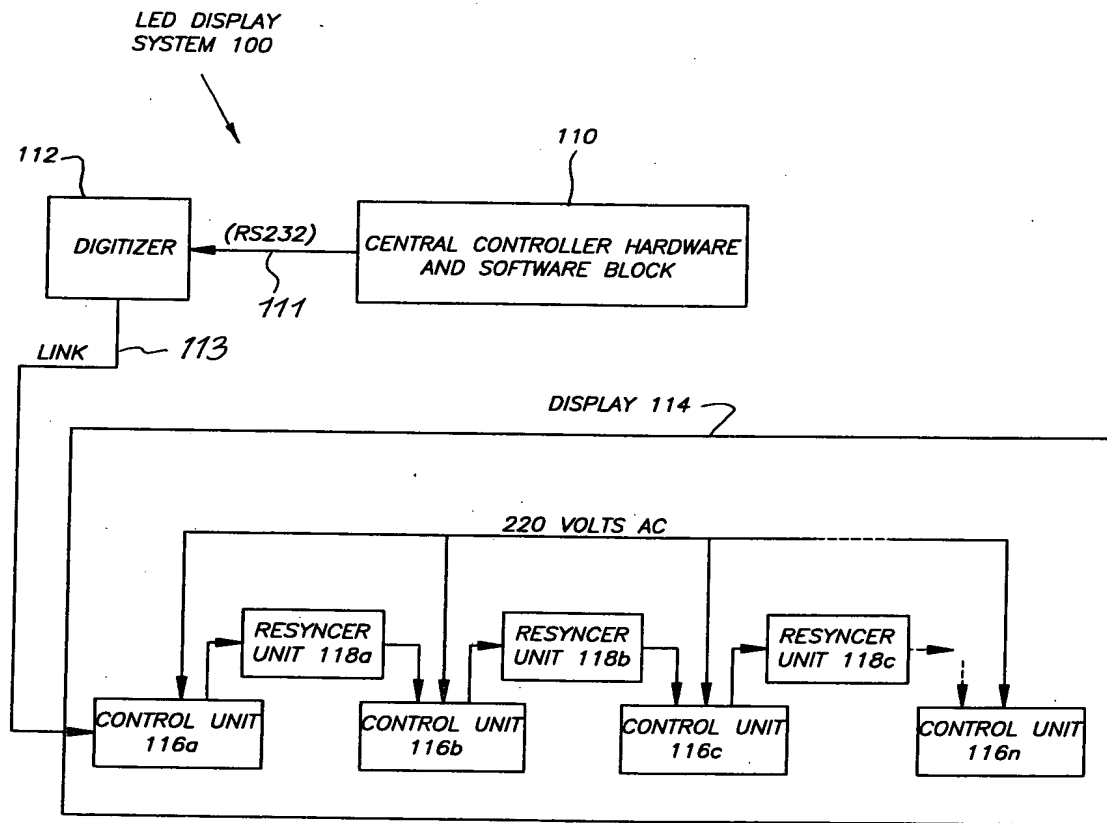 LED DISPLAY
SYSTEM 100
112
110
DIGITIZER
(RS232)
111
CENTRAL CONTROLLER HARDWARE
AND SOFTWARE BLOCK
LINK
113
DISPLAY 114
220 VOLTS AC
RESYNCER
UNIT 118a
RESYNCER
UNIT 118b
RESYNCER
UNIT 118c
CONTROL UNIT
116a
CONTROL UNIT
116b
CONTROL UNIT
116c
CONTROL UNIT
116n